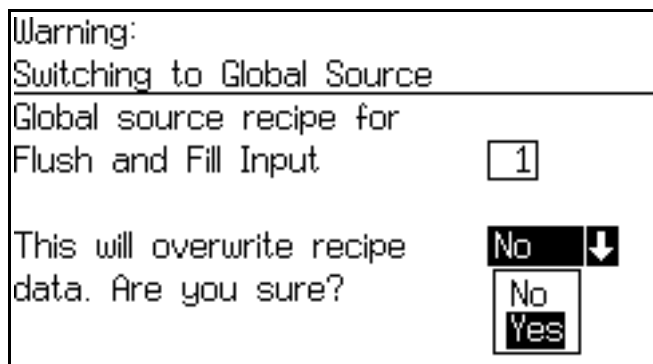 Warning:
Switching to Global Source
Global source recipe for
Flush and Fill Input 1
This will overwrite recipe No
data. Are you sure?
No
Yes